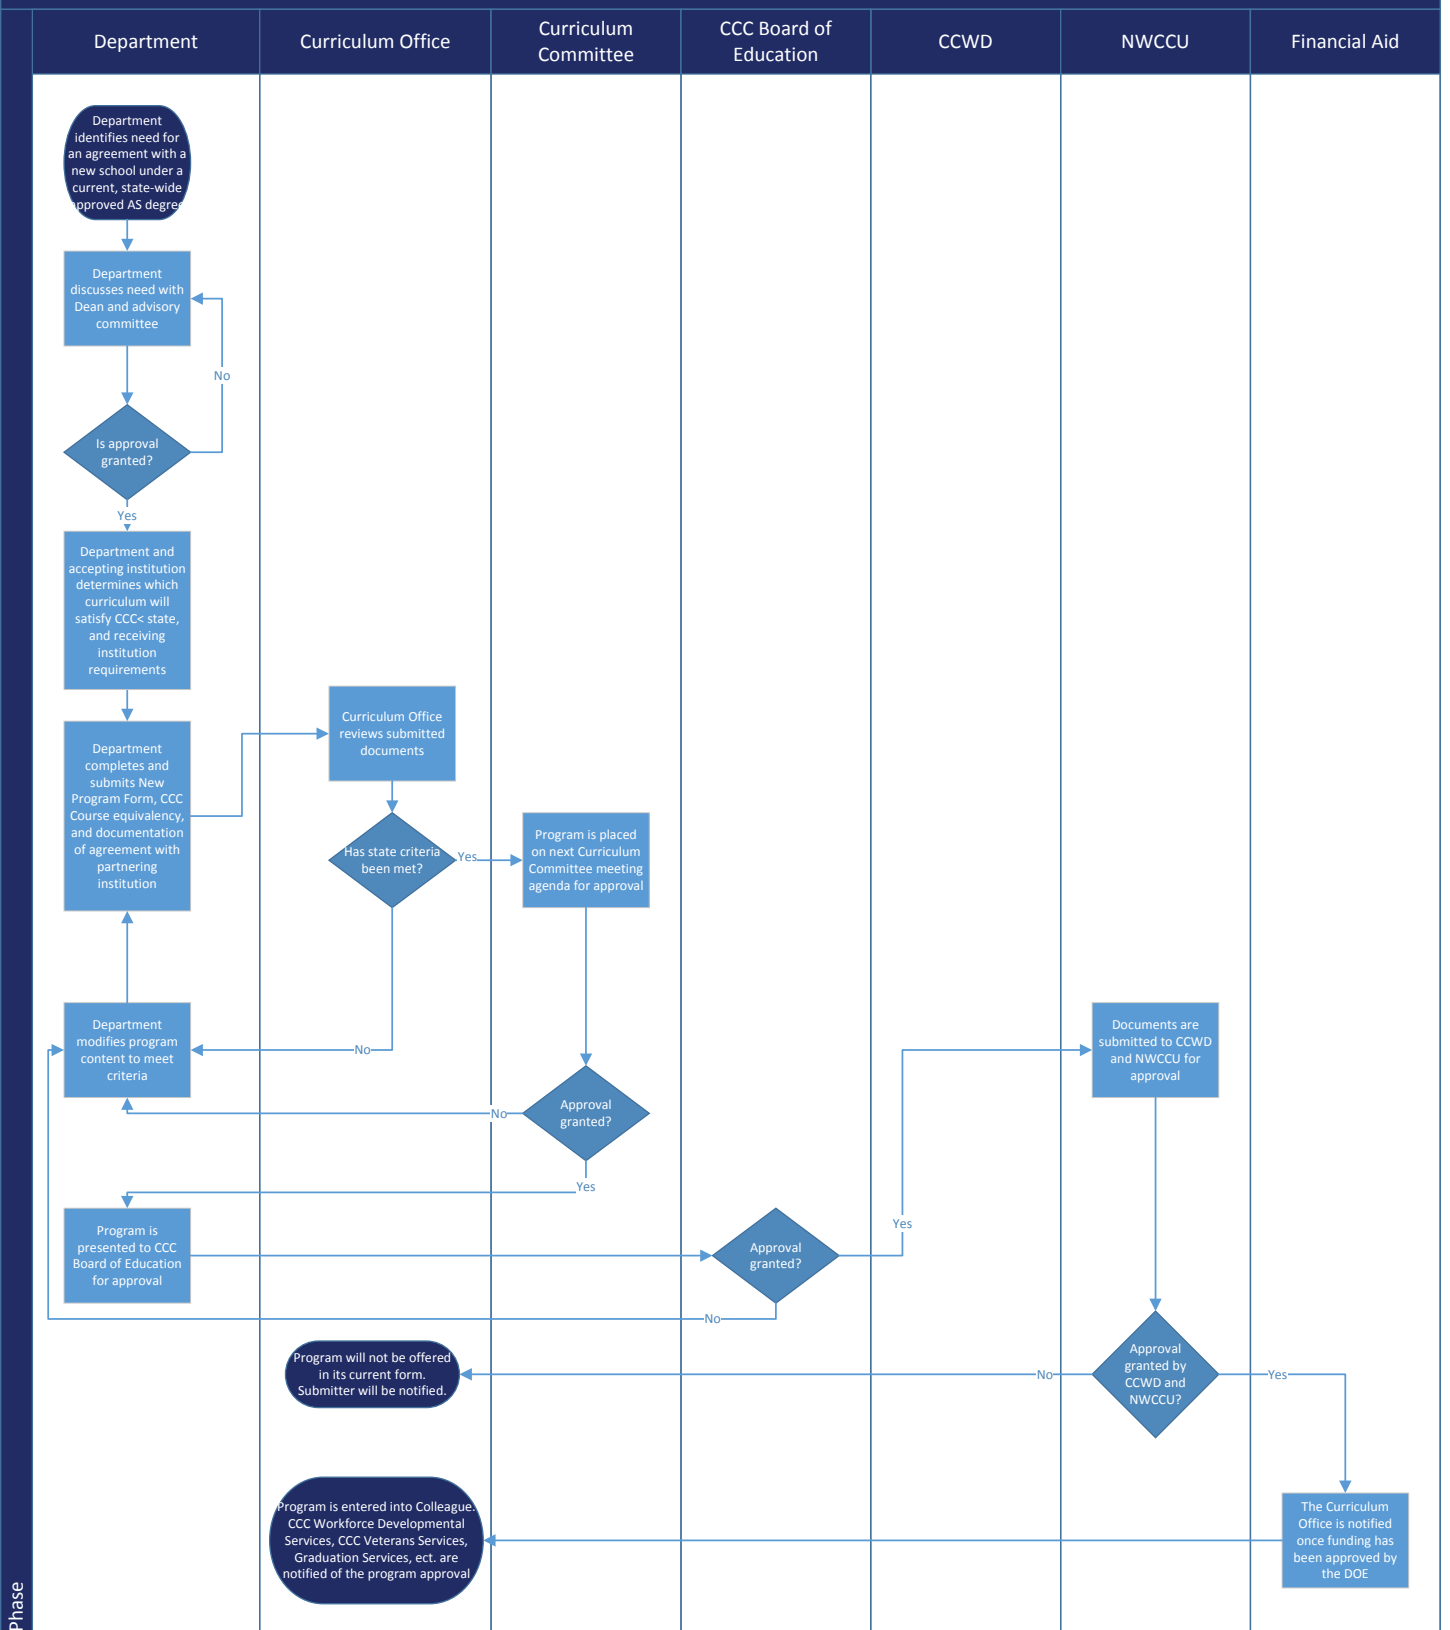 Department
Curriculum Office
Curriculum
Committee
CCC Board of
Education
CCWD
NWCCU
Financial Aid
Department
identifies need for
an agreement with a
new school under a
current, state-wide
approved AS degree
Department
discusses need with
Dean and advisory
committee
No
Is approval
granted?
Yes
Department and
accepting institution
determines which
curriculum will
satisfy CCC< state,
and receiving
institution
requirements
Department
completes and
submits New
Program Form, CCC
Course equivalency,
and documentation
of agreement with
partnering
institution
Curriculum Office
reviews submitted
documents
Has state criteria
been met?
Yes
Program is placed
on next Curriculum
Committee meeting
agenda for approval
Department
modifies program
content to meet
criteria
No
No
Approval
granted?
Yes
Documents are
submitted to CCWD
and NWCCU for
approval
Program is
presented to CCC
Board of Education
for approval
Approval
granted?
Yes
No
Program will not be offered
in its current form.
Submitter will be notified.
No
Approval
granted by
CCWD and
NWCCU?
Yes
Program is entered into Colleague.
CCC Workforce Developmental
Services, CCC Veterans Services,
Graduation Services, ect. are
notified of the program approval
The Curriculum
Office is notified
once funding has
been approved by
the DOE
Phase